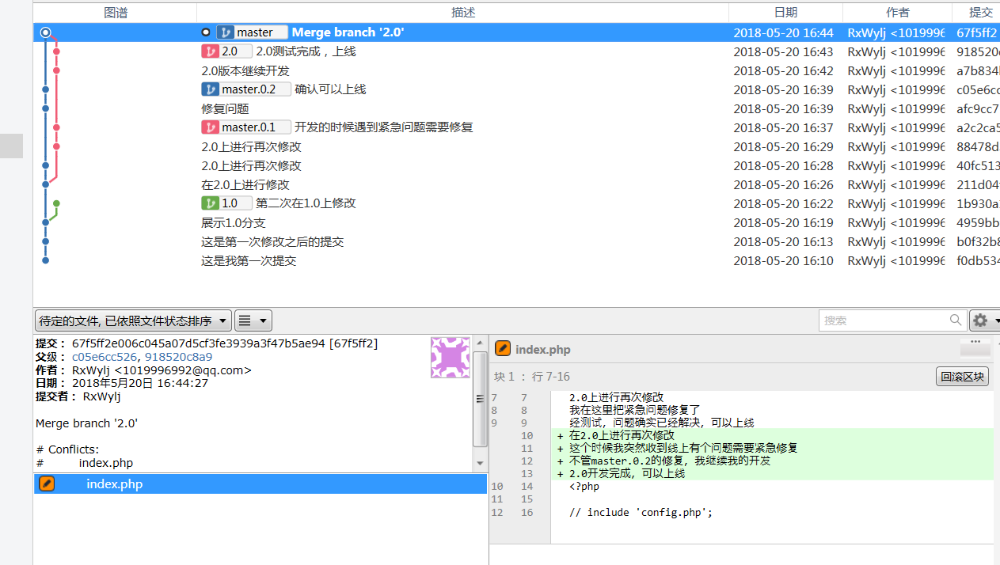 图谱 描述 日期 作者 提交
master Merge branch '2.0' 2018-05-20 16:44 RxWylj <1019996 67f5ff2
2.0 2.0测试完成，上线 2018-05-20 16:43 RxWylj <1019996 918520
2.0版本继续开发 2018-05-20 16:42 RxWylj <1019996 a7b834
master.0.2 确认可以上线 2018-05-20 16:39 RxWylj <1019996 c05e6cc
修复问题 2018-05-20 16:39 RxWylj <1019996 afc9cc7
master.0.1 开发的时候遇到紧急问题需要修复 2018-05-20 16:37 RxWylj <1019996 a2c2ca5
2.0上进行再次修改 2018-05-20 16:29 RxWylj <1019996 88478d
2.0上进行再次修改 2018-05-20 16:28 RxWylj <1019996 40fc513
在2.0上进行修改 2018-05-20 16:26 RxWylj <1019996 211d04
1.0 第二次在1.0上修改 2018-05-20 16:22 RxWylj <1019996 1b930a
展示1.0分支 2018-05-20 16:19 RxWylj <1019996 4959bb
这是第一次修改之后的提交 2018-05-20 16:13 RxWylj <1019996 b0f32b8
这是我第一次提交 2018-05-20 16:10 RxWylj <1019996 f0db534
待定的文件, 已依照文件状态排序 搜索
提交： 67f5ff2e006c045a07d5cf3fe3939a3f47b5ae94 [67f5ff2]
父级： c05e6cc526, 918520c8a9
作者： RxWylj <1019996992@qq.com>
日期： 2018年5月20日 16:44:27
提交者： RxWylj
Merge branch '2.0'
# Conflicts:
# index.php
index.php
index.php
块 1 ： 行 7-16 回滚区块
7 7 2.0上进行再次修改
8 8 我在这里把紧急问题修复了
9 9 经测试，问题确实已经解决，可以上线
10 + 在2.0上进行再次修改
11 + 这个时候我突然收到线上有个问题需要紧急修复
12 + 不管master.0.2的修复，我继续我的开发
13 + 2.0开发完成，可以上线
10 14 <?php
11 15
12 16 // include 'config.php';